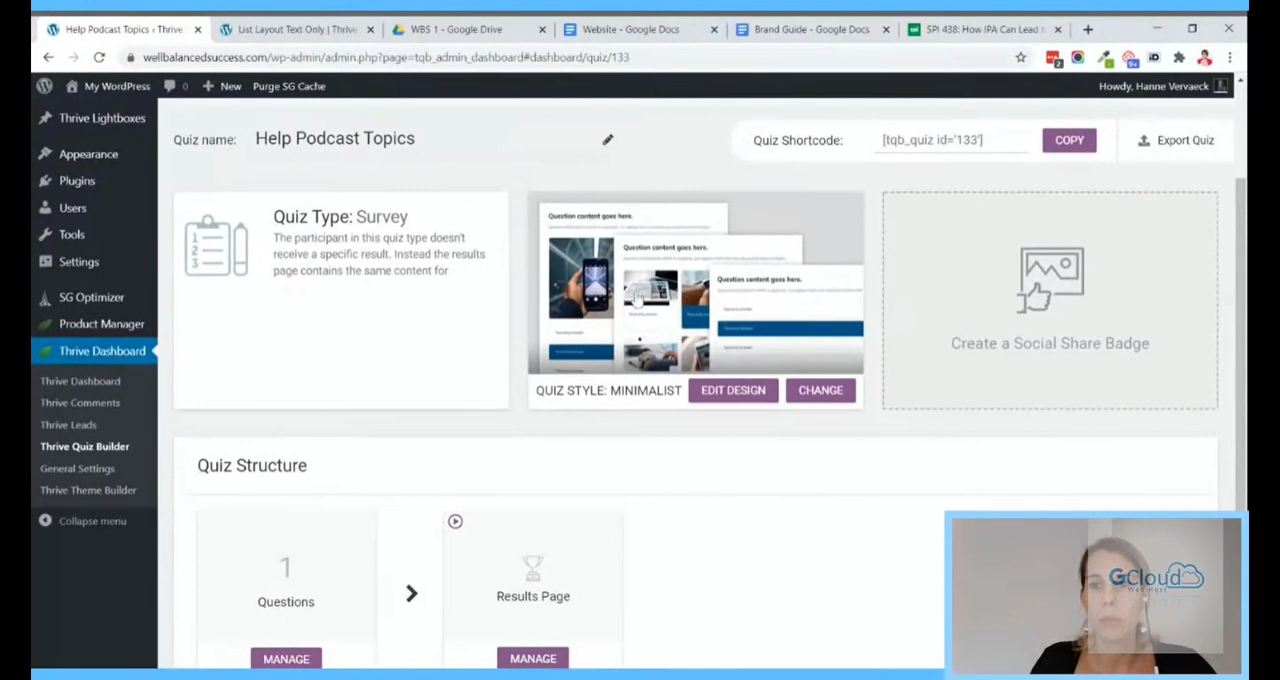 Help Podcast Topics ‹ Thrive
List Layout Text Only | Thrive
WBS 1 - Google Drive
Website - Google Docs
Brand Guide - Google Docs
SPI 438: How IPA Can Lead t
wellbalancedsuccess.com/wp-admin/admin.php?page=tqb_admin_dashboard#dashboard/quiz/133
My WordPress
0
New
Purge SG Cache
Howdy, Hanne Vervaeck
Thrive Lightboxes
Appearance
Plugins
Users
Tools
Settings
SG Optimizer
Product Manager
Thrive Dashboard
Thrive Dashboard
Thrive Comments
Thrive Leads
Thrive Quiz Builder
General Settings
Thrive Theme Builder
Collapse menu
Quiz name:
Help Podcast Topics
Quiz Shortcode:
[tqb_quiz id='133']
COPY
Export Quiz
1
2
3
Quiz Type: Survey
The participant in this quiz type doesn't
receive a specific result. Instead the results
page contains the same content for
Question content goes here.
Question content goes here.
Question content goes here.
QUIZ STYLE: MINIMALIST
EDIT DESIGN
CHANGE
Create a Social Share Badge
Quiz Structure
1
Questions
MANAGE
Results Page
MANAGE
GCloud
Web Host